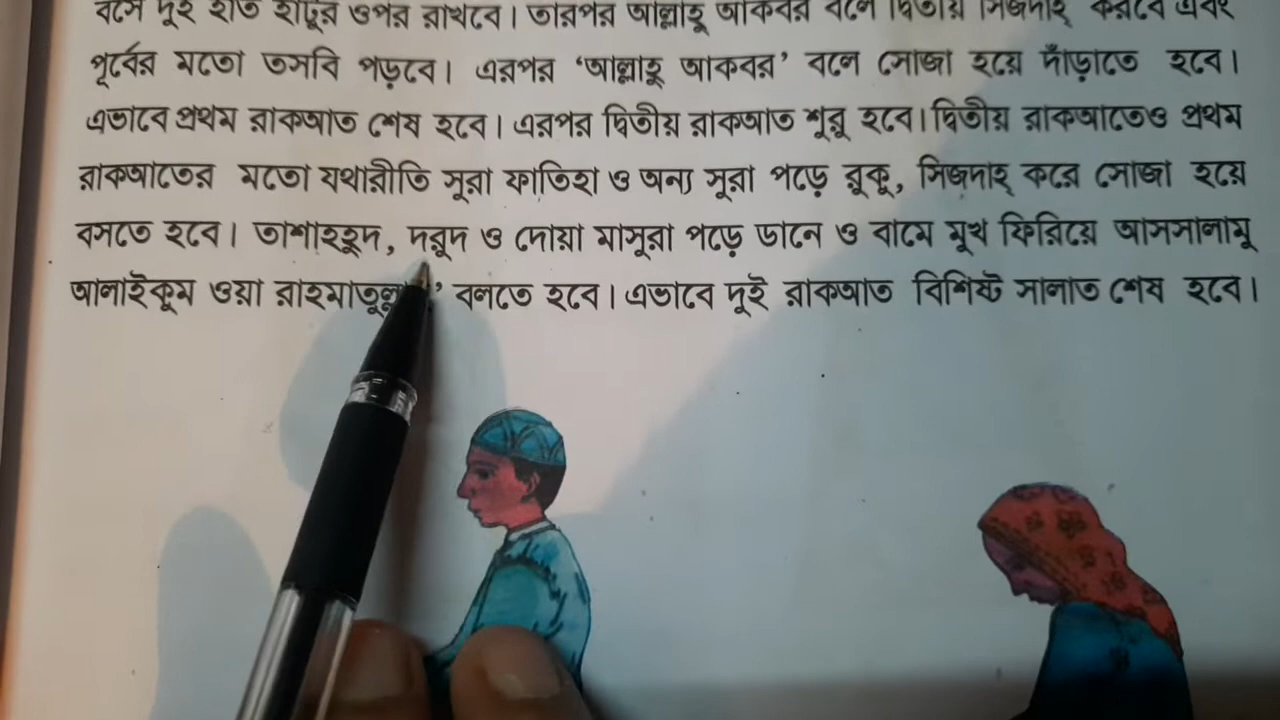 বসে দুই হাত হাঁটুর ওপর রাখবে। তারপর আল্লাহু আকবর বলে দ্বিতীয় সিজদাহ্ করবে এবং
পূর্বের মতো তসবি পড়বে। এরপর ‘আল্লাহু আকবর’ বলে সোজা হয়ে দাঁড়াতে হবে।
এভাবে প্রথম রাকআত শেষ হবে। এরপর দ্বিতীয় রাকআত শুরু হবে। দ্বিতীয় রাকআতেও প্রথম
রাকআতের মতো যথারীতি সূরা ফাতিহা ও অন্য সূরা পড়ে রুকু, সিজদাহ্ করে সোজা হয়ে
বসতে হবে। তাশাহহুদ, দরুদ ও দোয়া মাসূরা পড়ে ডানে ও বামে মুখ ফিরিয়ে আসসালামু
আলাইকুম ওয়া ’ বলতে হবে। এভাবে দুই রাকআত বিশিষ্ট সালাত শেষ হবে।